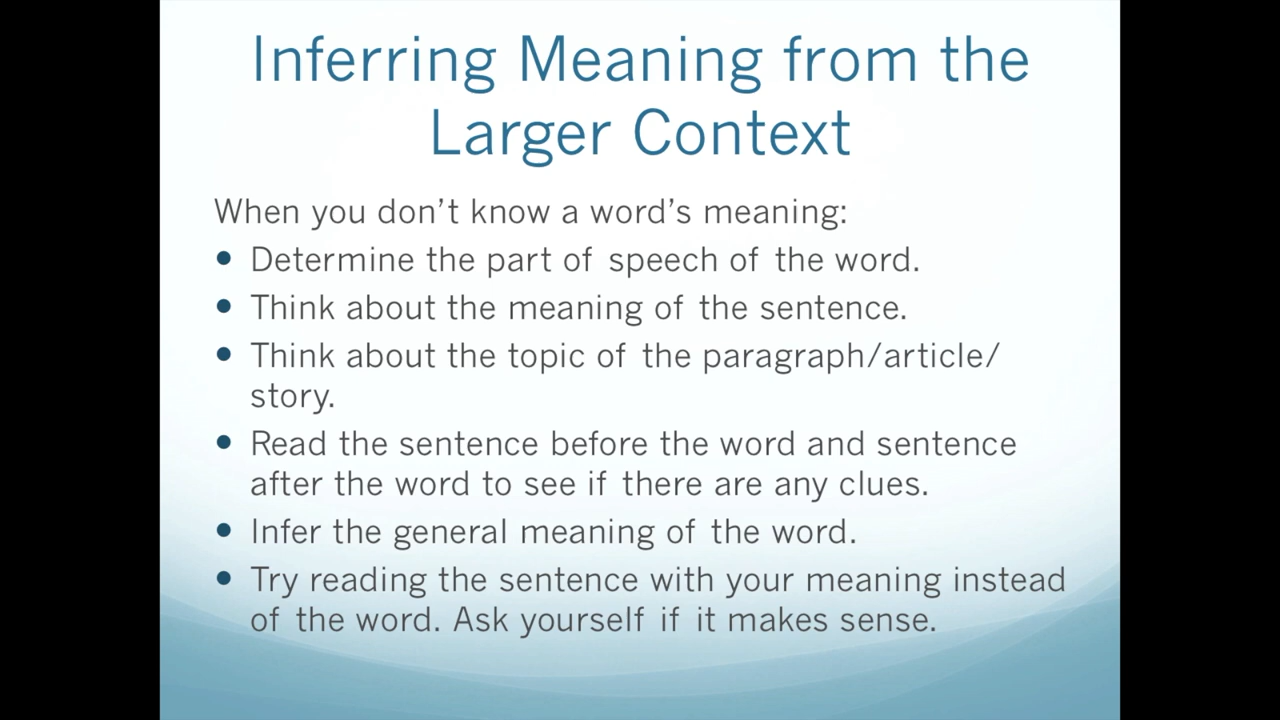 Inferring Meaning from the
Larger Context
When you don’t know a word’s meaning:
• Determine the part of speech of the word.
• Think about the meaning of the sentence.
• Think about the topic of the paragraph/article/
story.
• Read the sentence before the word and sentence
after the word to see if there are any clues.
• Infer the general meaning of the word.
• Try reading the sentence with your meaning instead
of the word. Ask yourself if it makes sense.